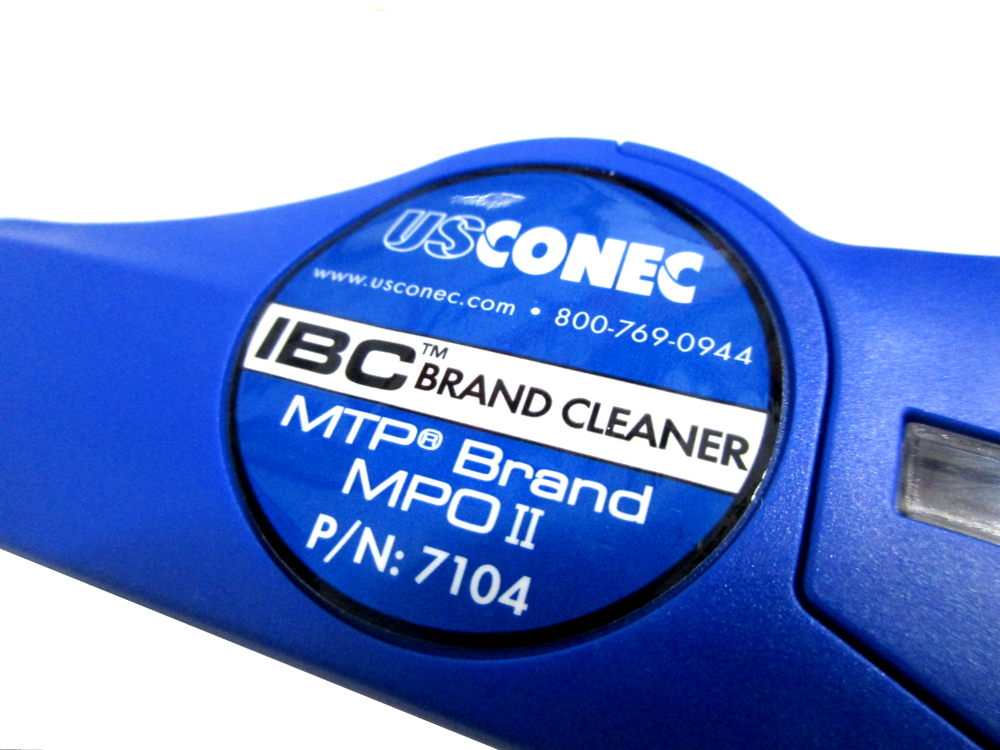 USCONEC
www.usconec.com • 800-769-0944
IBC™ BRAND CLEANER
MTP® Brand
MPO II
P/N: 7104